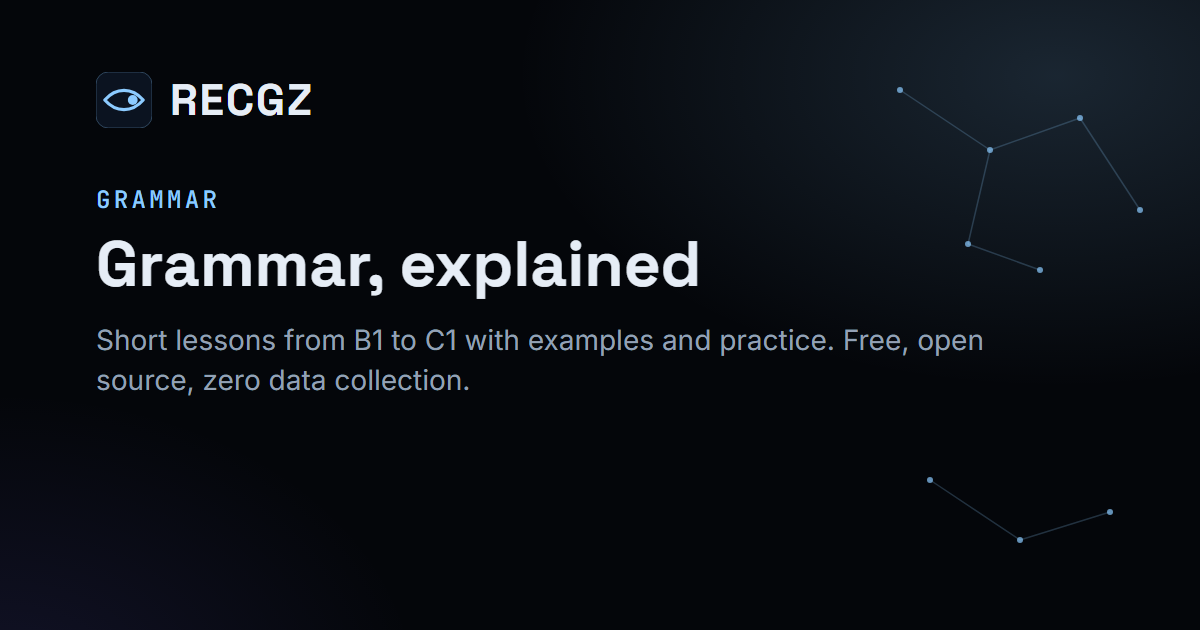 RECGZ
GRAMMAR
Grammar, explained
Short lessons from B1 to C1 with examples and practice. Free, open
source, zero data collection.